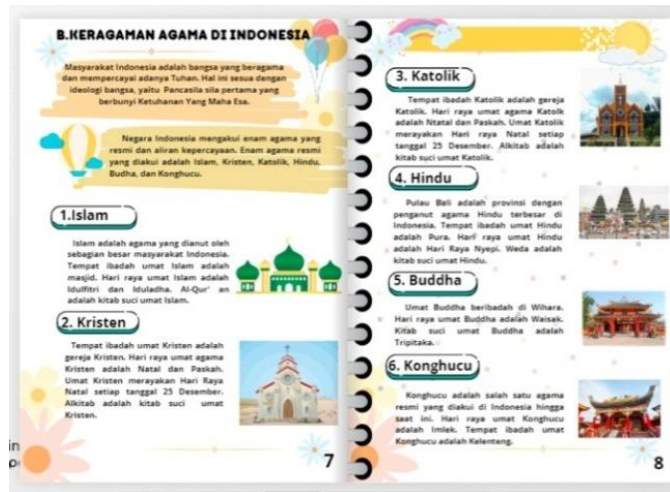 B.KERAGAMAN AGAMA DI INDONESIA
Masyarakat Indonesia adalah bangsa yang beragama
dan mempercayai adanya Tuhan. Hal ini sesua dengan
ideologi bangsa, yaitu Pancasila sila pertama yang
berbunyi Ketuhanan Yang Maha Esa.
Negara Indonesia mengakui enam agama yang
resmi dan aliran kepercayaan. Enam agama resmi
yang diakui adalah Islam, Kristen, Katolik, Hindu,
Budha, dan Konghucu.
1.Islam
Islam adalah agama yang dianut oleh
sebagian besar masyarakat Indonesia.
Tempat ibadah umat Islam adalah
masjid. Hari raya umat Islam adalah
Idulfitri dan Iduladha. Al-Qur' an
adalah kitab suci umat Islam.
2. Kristen
Tempat ibadah umat Kristen adalah
gereja Kristen. Hari raya umat agama
Kristen adalah Natal dan Paskah.
Umat Kristen merayakan Hari Raya
Natal setiap tanggal 25 Desember.
Alkitab adalah kitab suci umat
Kristen.
in
p
7
3. Katolik
Tempat ibadah Katolik adalah gereja
Katolik. Hari raya umat agama Katolk
adalah Ntatal dan Paskah. Umat Katolik
merayakan Hari raya Natal setiap
tanggal 25 Desember. Alkitab adalah
kitab suci umat Katolik.
4. Hindu
Pulau Bali adalah provinsi dengan
penganut agama Hindu terbesar di
Indonesia. Tempat ibadah umat Hindu
adalah Pura. Hari raya umat Hindu
adalah Hari Raya Nyepi. Weda adalah
kitab suci umat Hindu.
5. Buddha
Umat Buddha beribadah di Wihara.
Hari raya umat Buddha adalah Waisak.
Kitab suci umat Buddha adalah
Tripitaka.
6. Konghucu
Konghucu adalah salah satu agama
resmi yang diakui di Indonesia hingga
saat ini. Hari raya umat Konghucu
adalah Imlek. Tempat ibadah umat
Konghucu adalah Kelenteng.
8